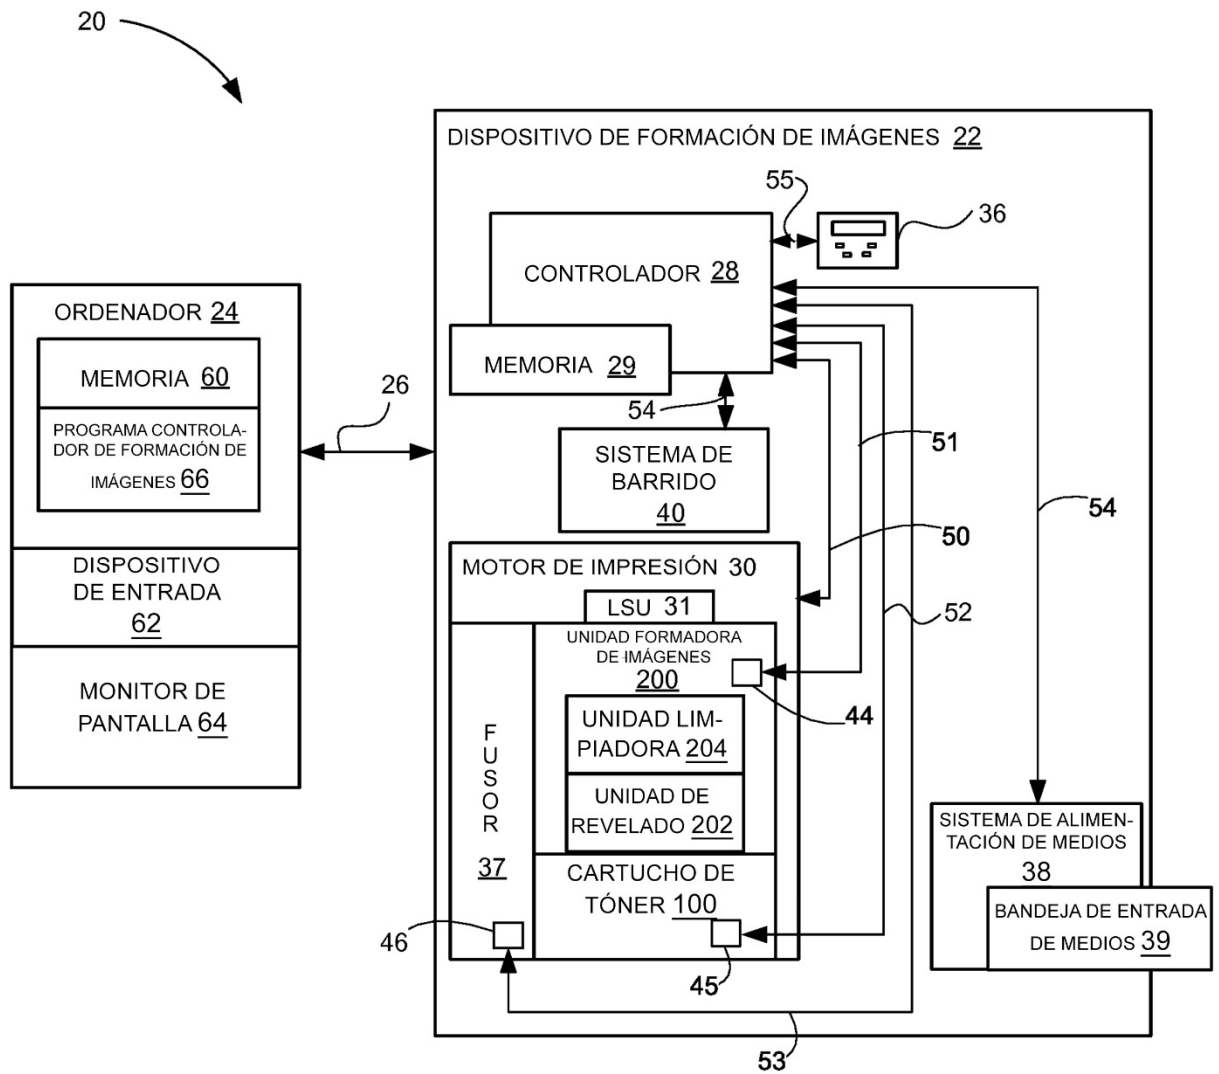 20
DISPOSITIVO DE FORMACIÓN DE IMÁGENES 22
55
36
CONTROLADOR 28
MEMORIA 29
54
SISTEMA DE
BARRIDO
40
ORDENADOR 24
MEMORIA 60
PROGRAMA CONTROLA-
DOR DE FORMACIÓN DE
IMÁGENES 66
DISPOSITIVO
DE ENTRADA
62
MONITOR DE
PANTALLA 64
26
51
50
54
52
MOTOR DE IMPRESIÓN 30
LSU 31
UNIDAD FORMADORA
DE IMÁGENES
200
44
UNIDAD LIM-
PIADORA 204
UNIDAD DE
REVELADO 202
FUSOR
37
CARTUCHO DE
TÓNER 100
46
45
53
SISTEMA DE ALIMEN-
TACIÓN DE MEDIOS
38
BANDEJA DE ENTRADA
DE MEDIOS 39